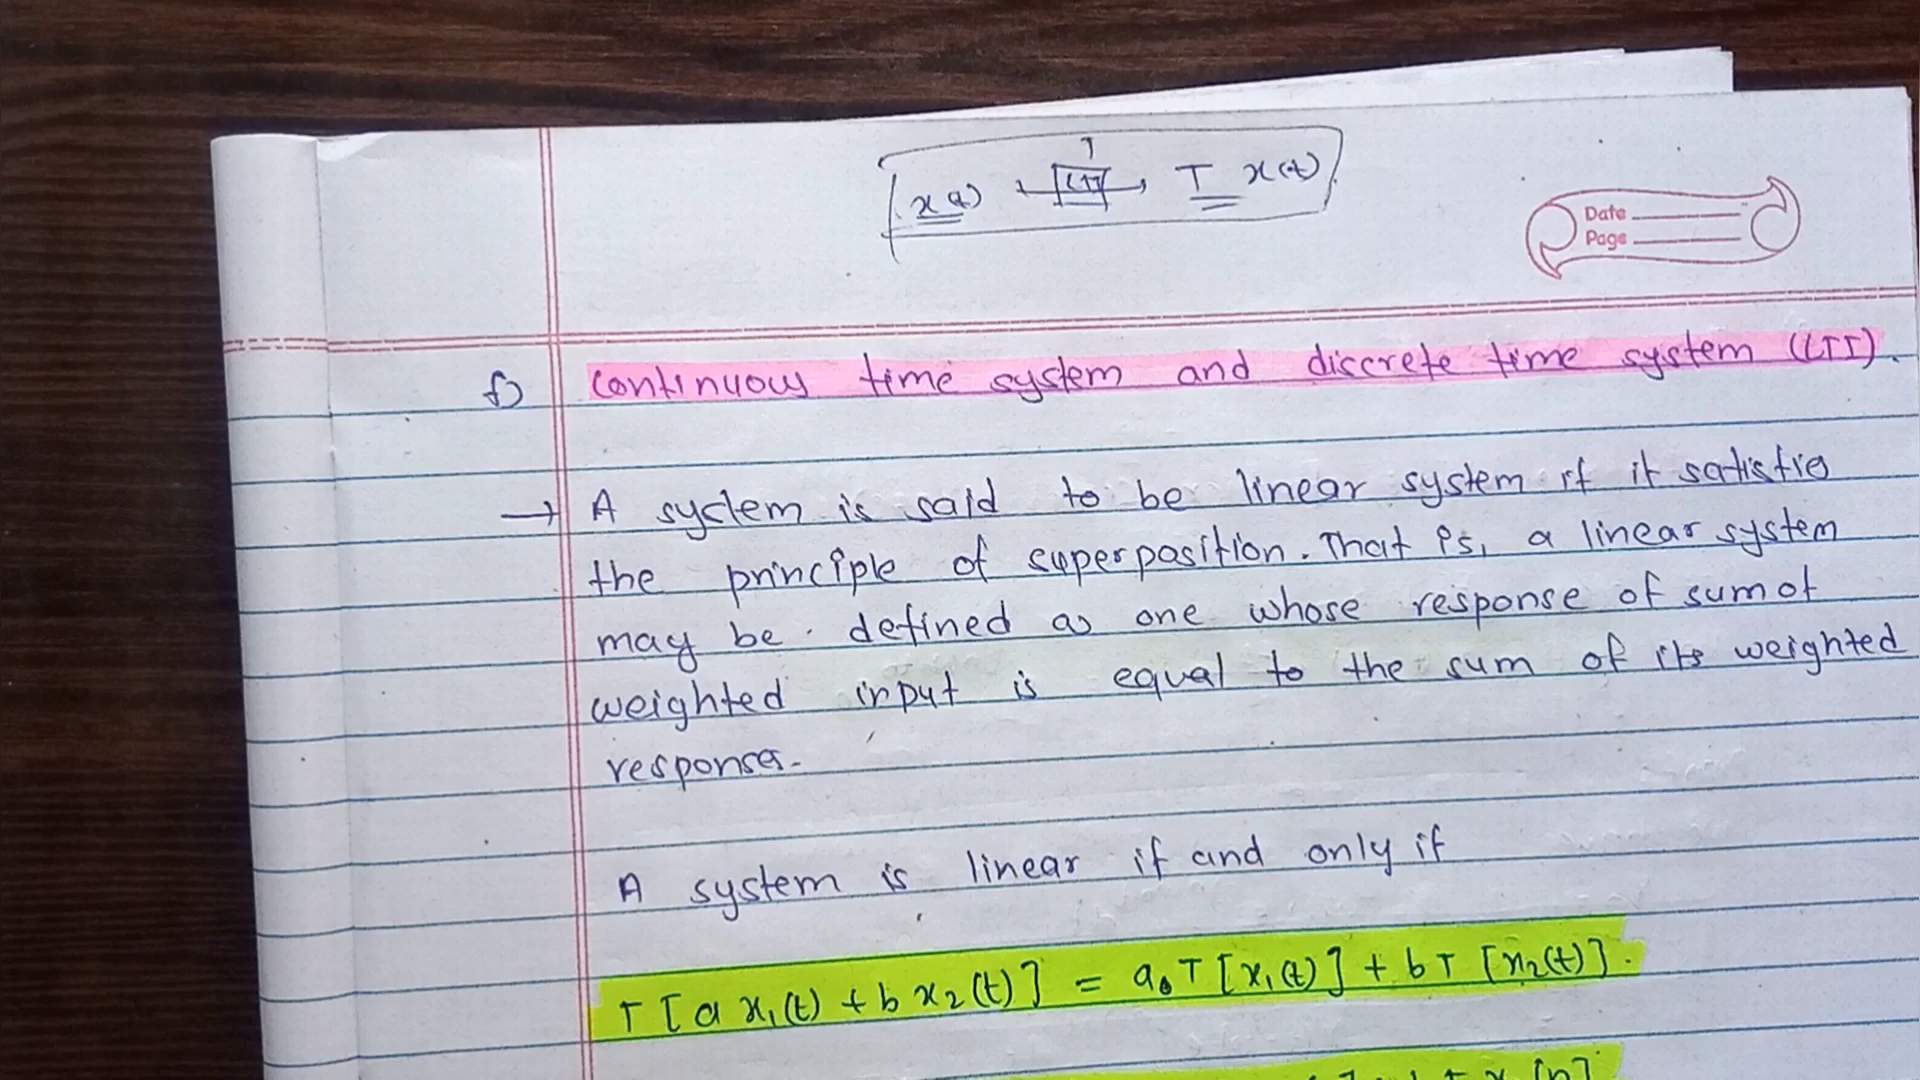 x(t) → LTI → T x(t)
Date
Page
f) continuous time system and discrete time system (LTI).
→ A system is said to be linear system if it satisfies
the principle of superposition. That is, a linear system
may be defined as one whose response of sum of
weighted input is equal to the sum of its weighted
responses.
A system is linear if and only if
T [a x₁(t) + b x₂(t)] = a T [x₁(t)] + b T [x₂(t)].